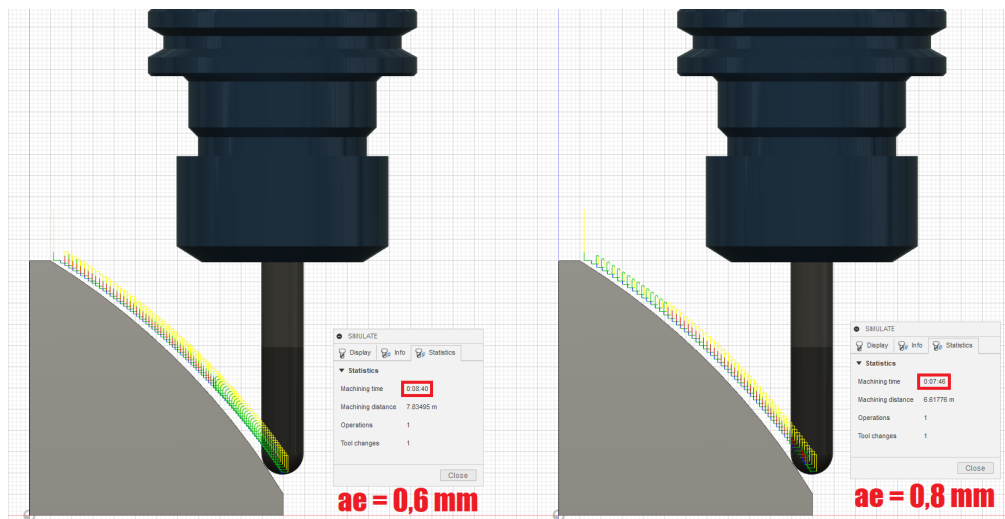 SIMULATE
Display Info Statistics
▼ Statistics
Machining time 0:08:40
Machining distance 7.83495 m
Operations 1
Tool changes 1
Close
ae = 0,6 mm
SIMULATE
Display Info Statistics
▼ Statistics
Machining time 0:07:46
Machining distance 6.61776 m
Operations 1
Tool changes 1
Close
ae = 0,8 mm